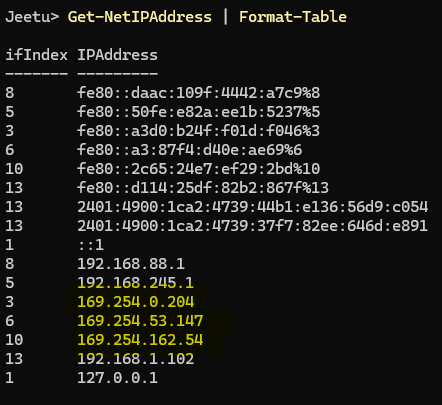 Jeetu> Get-NetIPAddress | Format-Table
ifIndex IPAddress
------- ---------
8 fe80::daac:109f:4442:a7c9%8
5 fe80::50fe:e82a:ee1b:5237%5
3 fe80::a3d0:b24f:f01d:f046%3
6 fe80::a3:87f4:d40e:ae69%6
10 fe80::2c65:24e7:ef29:2bd%10
13 fe80::d114:25df:82b2:867f%13
13 2401:4900:1ca2:4739:44b1:e136:56d9:c054
13 2401:4900:1ca2:4739:37f7:82ee:646d:e891
1 ::1
8 192.168.88.1
5 192.168.245.1
3 169.254.0.204
6 169.254.53.147
10 169.254.162.54
13 192.168.1.102
1 127.0.0.1